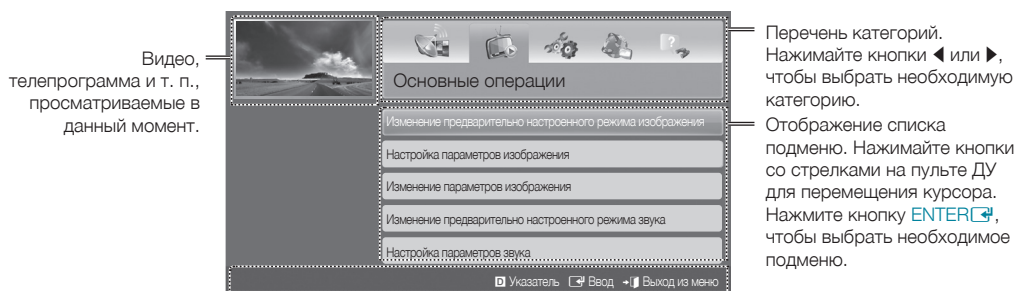 Видео,
телепрограмма и т. п.,
просматриваемые в
данный момент.
Основные операции
Изменение предварительно настроенного режима изображения
Настройка параметров изображения
Изменение параметров изображения
Изменение предварительно настроенного режима звука
Настройка параметров звука
D Указатель Ввод Выход из меню
Перечень категорий.
Нажимайте кнопки ◀ или ▶,
чтобы выбрать необходимую
категорию.
Отображение списка
подменю. Нажимайте кнопки
со стрелками на пульте ДУ
для перемещения курсора.
Нажмите кнопку ENTER,
чтобы выбрать необходимое
подменю.